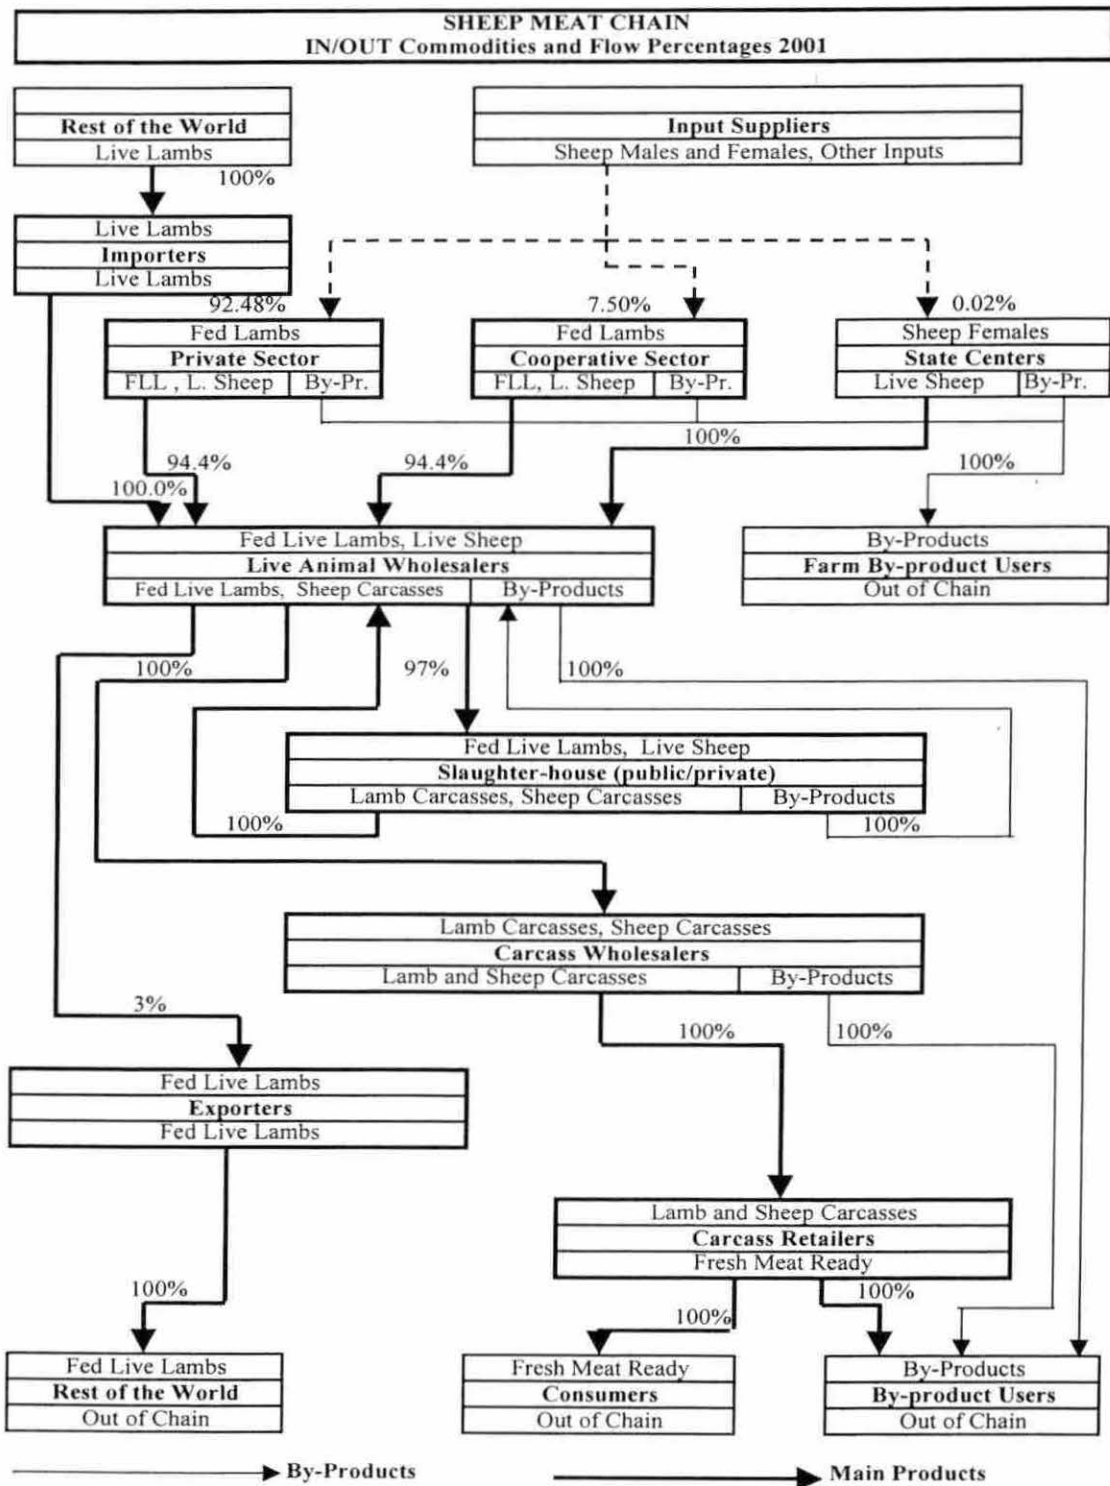 SHEEP MEAT CHAIN
IN/OUT Commodities and Flow Percentages 2001
Rest of the World
Live Lambs
100%
Input Suppliers
Sheep Males and Females, Other Inputs
Live Lambs
Importers
Live Lambs
92.48%
7.50%
0.02%
Fed Lambs
Private Sector
FLL , L. Sheep
By-Pr.
Fed Lambs
Cooperative Sector
FLL, L. Sheep
By-Pr.
Sheep Females
State Centers
Live Sheep
By-Pr.
94.4%
94.4%
100%
100%
100.0%
Fed Live Lambs, Live Sheep
Live Animal Wholesalers
Fed Live Lambs, Sheep Carcasses
By-Products
By-Products
Farm By-product Users
Out of Chain
100%
97%
100%
Fed Live Lambs, Live Sheep
Slaughter-house (public/private)
Lamb Carcasses, Sheep Carcasses
By-Products
100%
100%
Lamb Carcasses, Sheep Carcasses
Carcass Wholesalers
Lamb and Sheep Carcasses
By-Products
3%
100%
100%
Fed Live Lambs
Exporters
Fed Live Lambs
Lamb and Sheep Carcasses
Carcass Retailers
Fresh Meat Ready
100%
100%
100%
Fed Live Lambs
Rest of the World
Out of Chain
Fresh Meat Ready
Consumers
Out of Chain
By-Products
By-product Users
Out of Chain
By-Products
Main Products